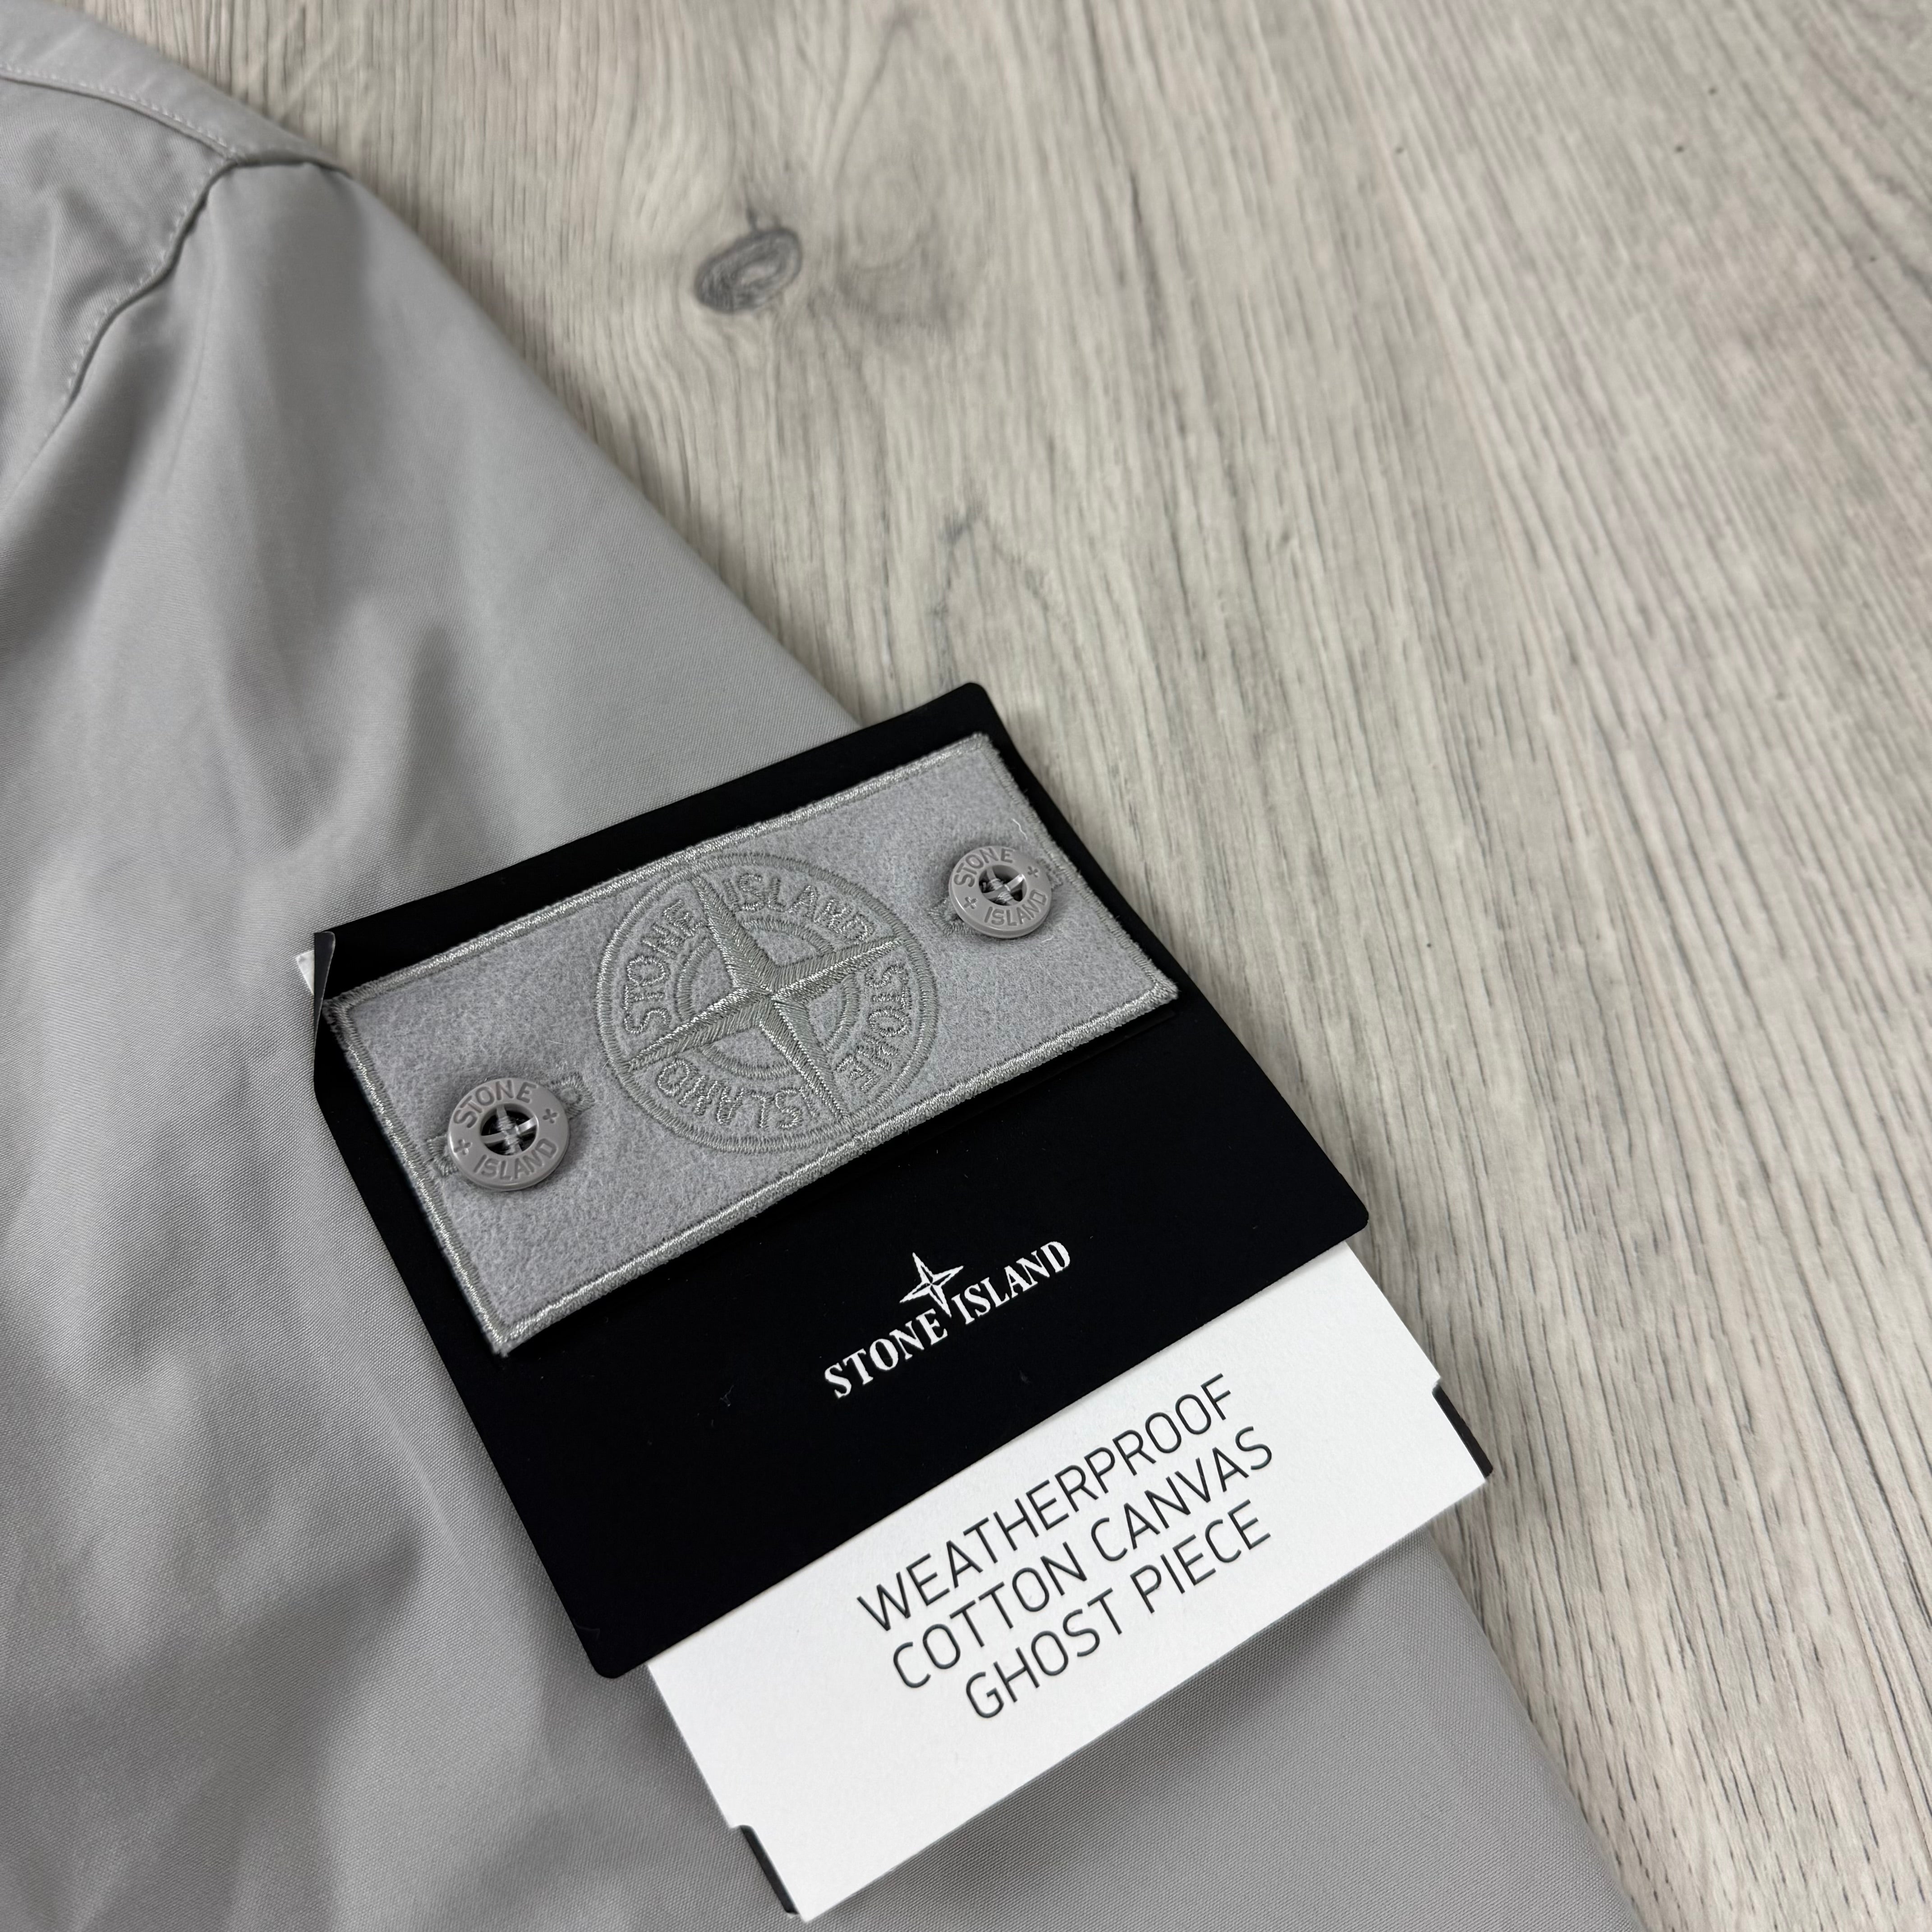 STONE ISLAND
STONE ISLAND
STONE
ISLAND
STONE
ISLAND
STONE ISLAND
WEATHERPROOF
COTTON CANVAS
GHOST PIECE